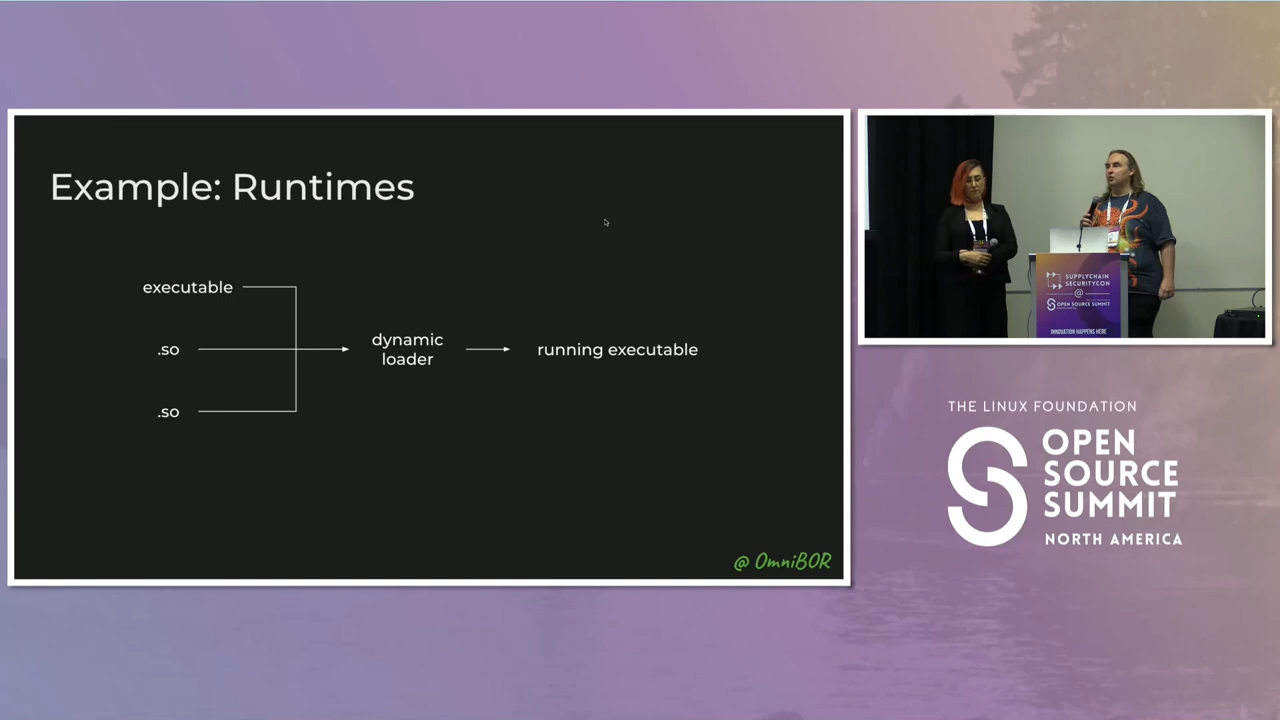 Example: Runtimes
executable
.so
.so
dynamic
loader
running executable
@ OmniBOR
SUPPLYCHAIN
SECURITYCON
@
OPEN SOURCE SUMMIT
INNOVATION HAPPENS HERE
THE LINUX FOUNDATION
OPEN
SOURCE
SUMMIT
NORTH AMERICA